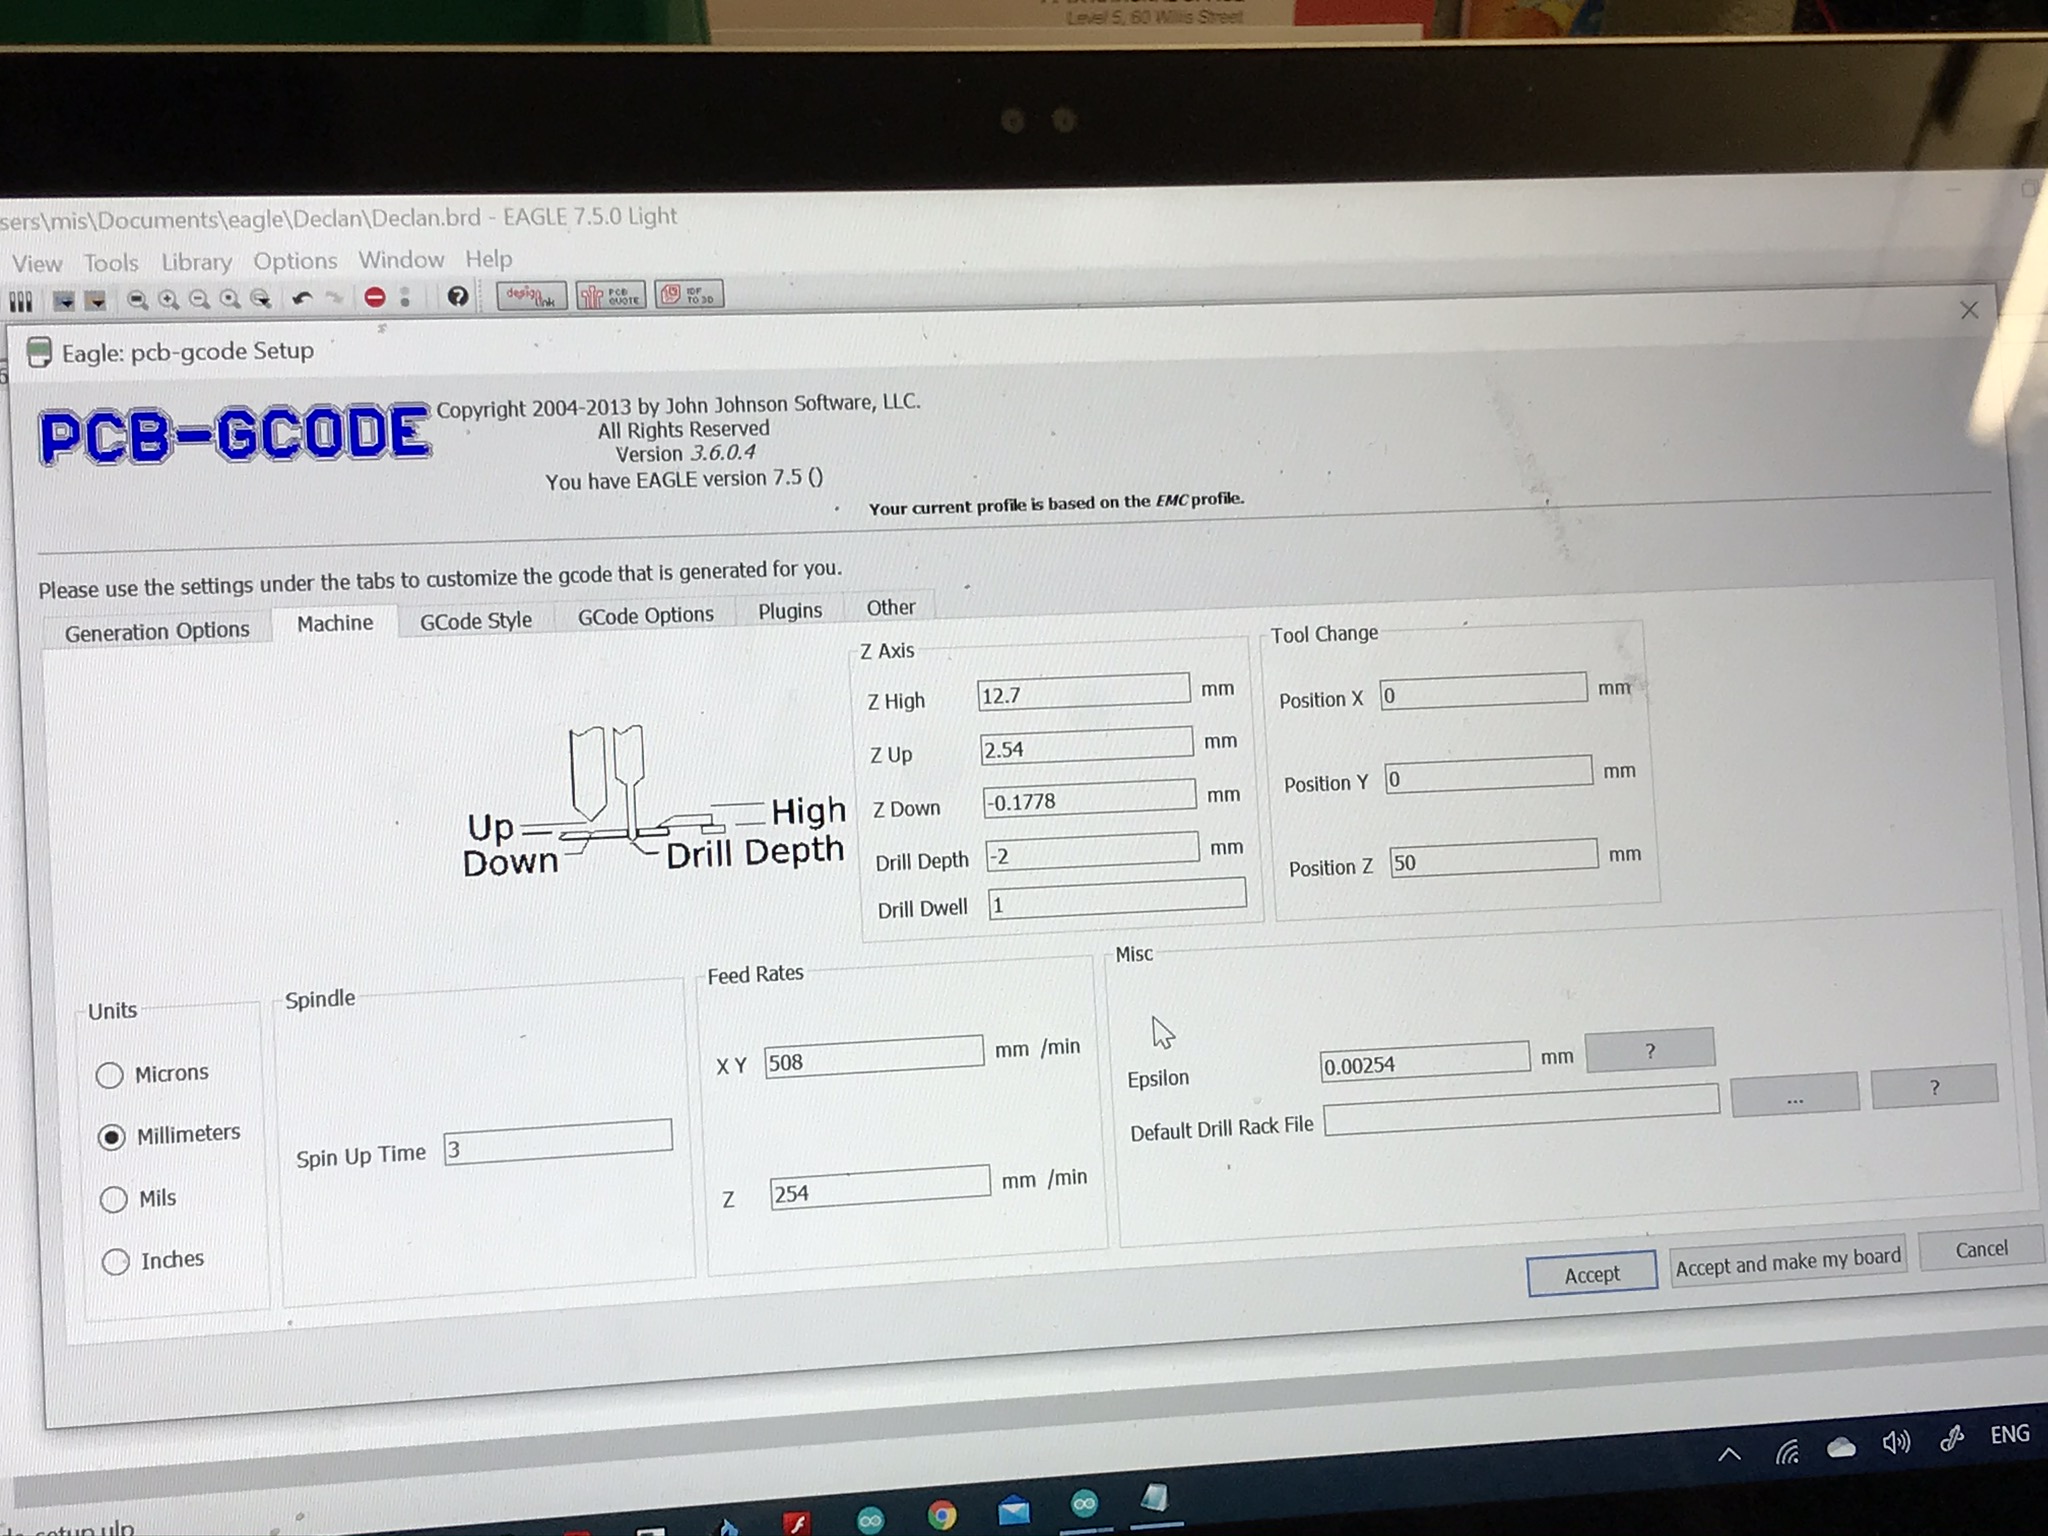 Level 5, 60 Willis Street
sers\mis\Documents\eagle\Declan\Declan.brd - EAGLE 7.5.0 Light
View Tools Library Options Window Help
design link PCB QUOTE IDF TO 3D
Eagle: pcb-gcode Setup
PCB-GCODE
Copyright 2004-2013 by John Johnson Software, LLC.
All Rights Reserved
Version 3.6.0.4
You have EAGLE version 7.5 ()
Your current profile is based on the EMC profile.
Please use the settings under the tabs to customize the gcode that is generated for you.
Generation Options Machine GCode Style GCode Options Plugins Other
Up
Down
High
Drill Depth
Z Axis
Z High 12.7 mm
Z Up 2.54 mm
Z Down -0.1778 mm
Drill Depth -2 mm
Drill Dwell 1
Tool Change
Position X 0 mm
Position Y 0 mm
Position Z 50 mm
Units
Microns
Millimeters
Mils
Inches
Spindle
Spin Up Time 3
Feed Rates
X Y 508 mm /min
Z 254 mm /min
Misc
Epsilon 0.00254 mm ?
Default Drill Rack File ... ?
Accept Accept and make my board Cancel
ENG